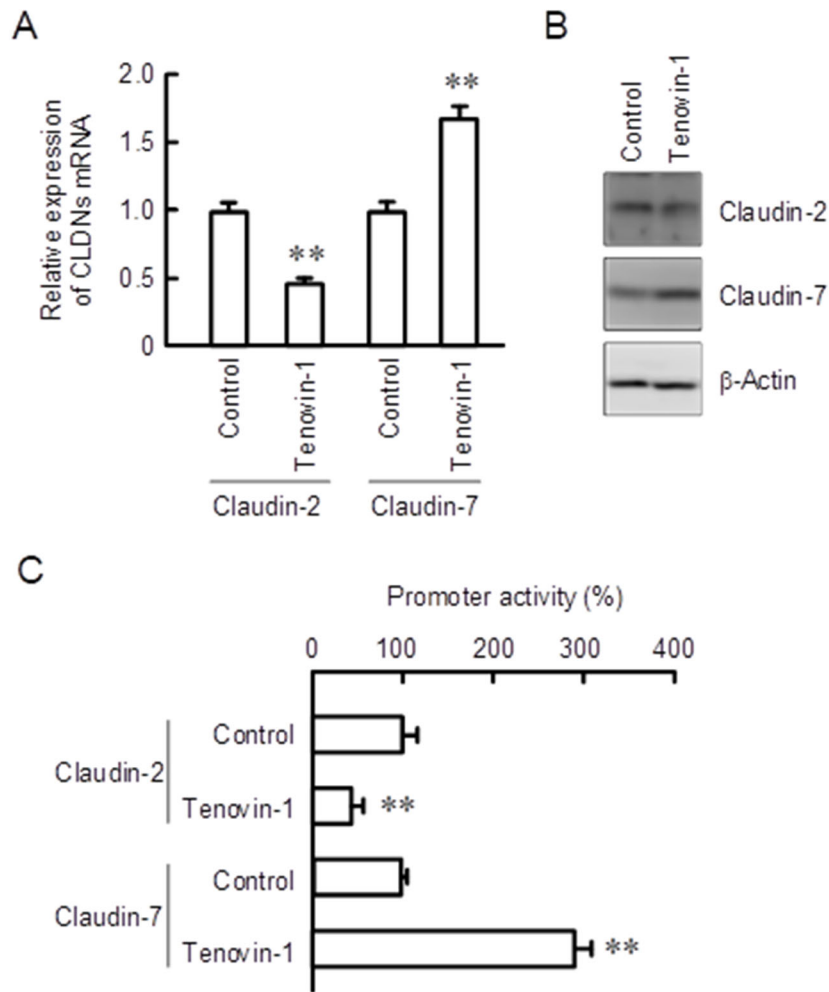 A
Relative expression
of CLDNs mRNA
2.0
1.5
1.0
0.5
0
**
**
Control
Tenovin-1
Control
Tenovin-1
Claudin-2
Claudin-7
B
Control
Tenovin-1
Claudin-2
Claudin-7
β-Actin
C
Promoter activity (%)
0 100 200 300 400
Claudin-2
Control
Tenovin-1 **
Claudin-7
Control
Tenovin-1 **